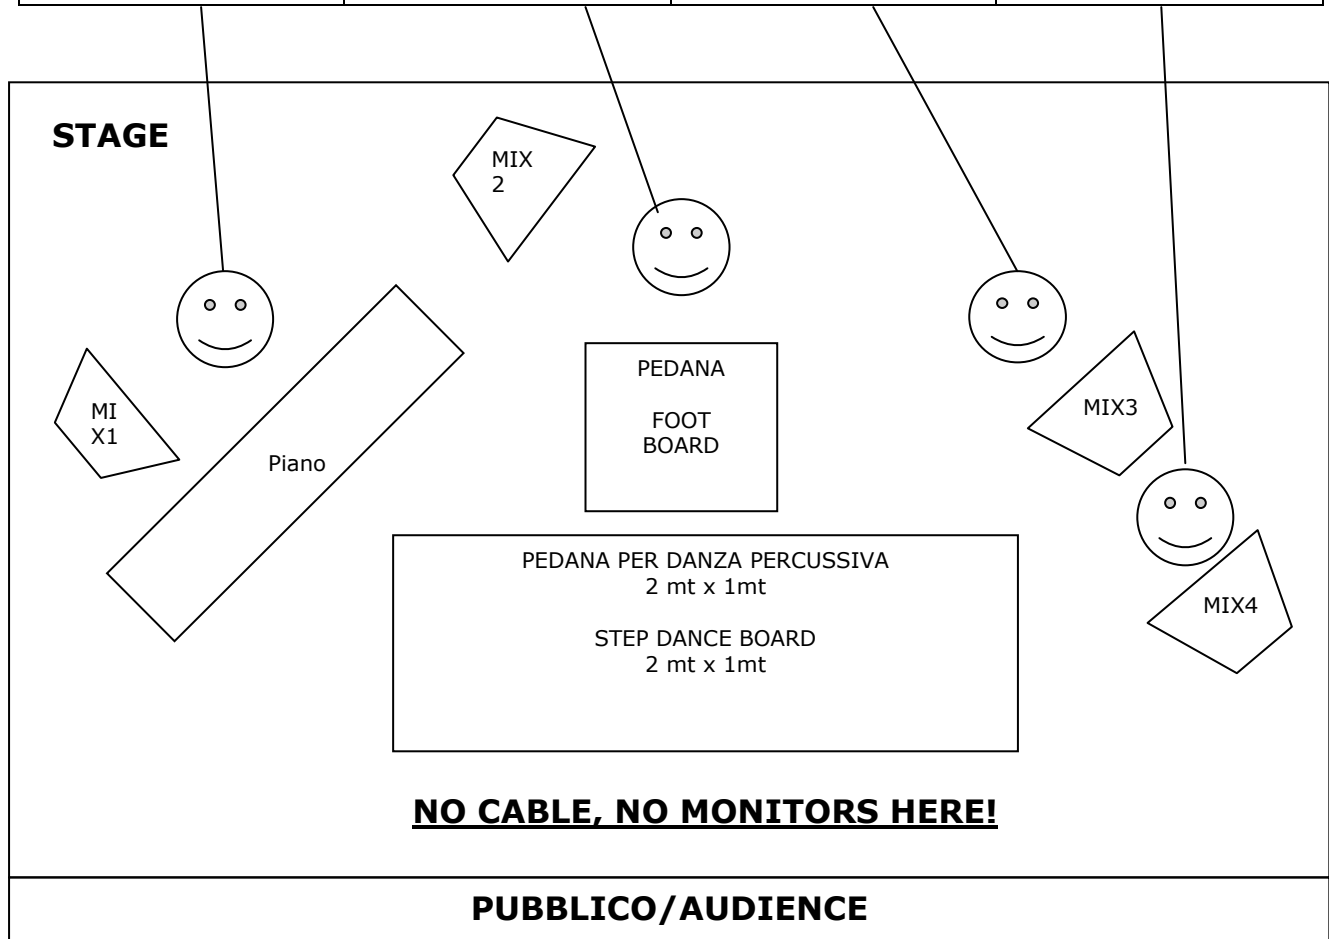 STAGE
MIX
2
MI
X1
Piano
PEDANA
FOOT
BOARD
MIX3
MIX4
PEDANA PER DANZA PERCUSSIVA
2 mt x 1mt
STEP DANCE BOARD
2 mt x 1mt
NO CABLE, NO MONITORS HERE!
PUBBLICO/AUDIENCE